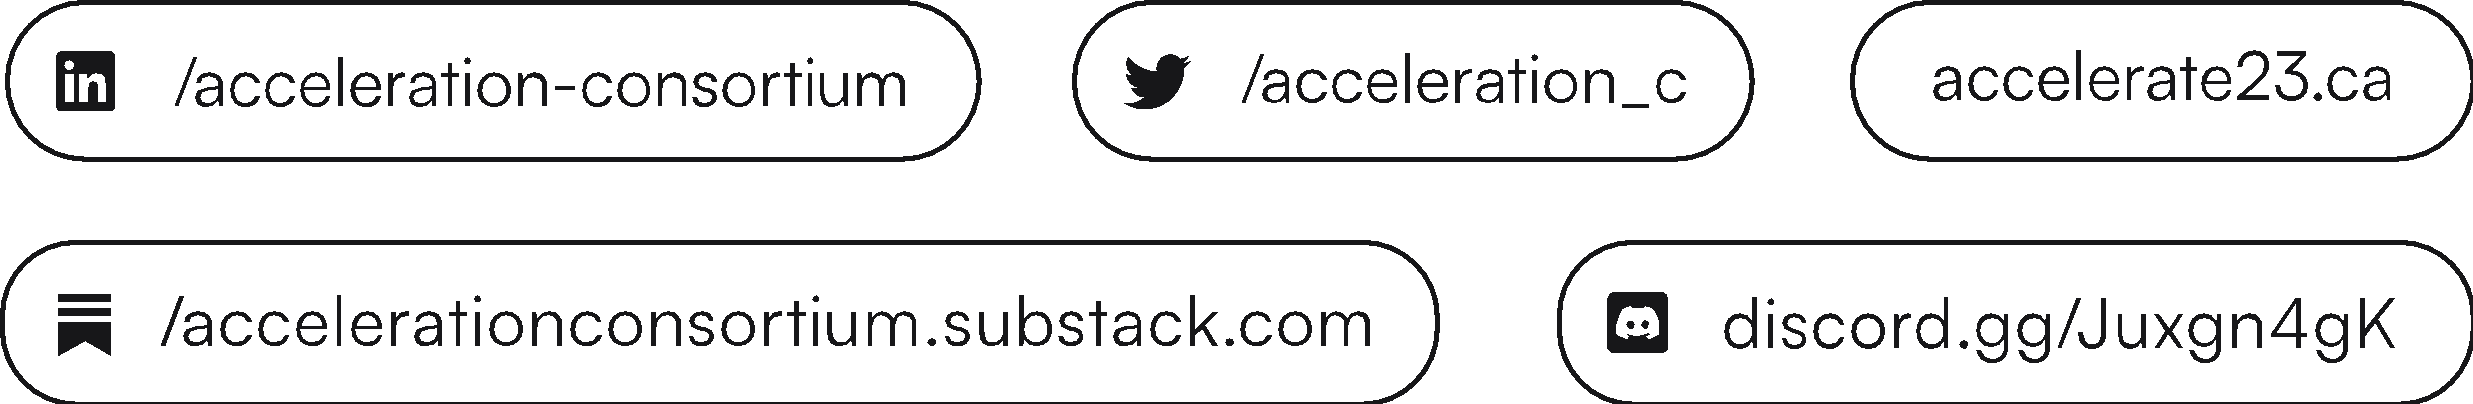 /acceleration-consortium
/acceleration_c
accelerate23.ca
/accelerationconsortium.substack.com
discord.gg/Juxgn4gK